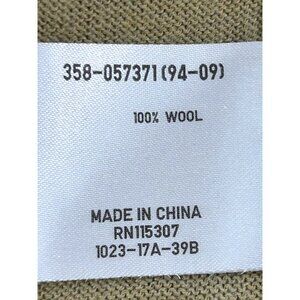 358-057371(94-09)
100% WOOL
MADE IN CHINA
RN115307
1023-17A-39B